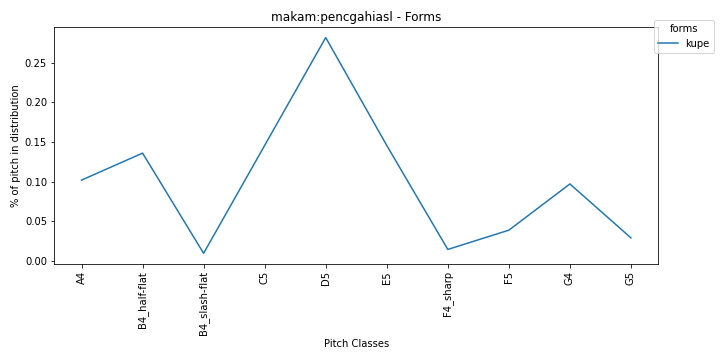 makam:pencgahiasl - Forms
forms
kupe
% of pitch in distribution
0.25
0.20
0.15
0.10
0.05
0.00
A4
B4_half-flat
B4_slash-flat
C5
D5
E5
F4_sharp
F5
G4
G5
Pitch Classes